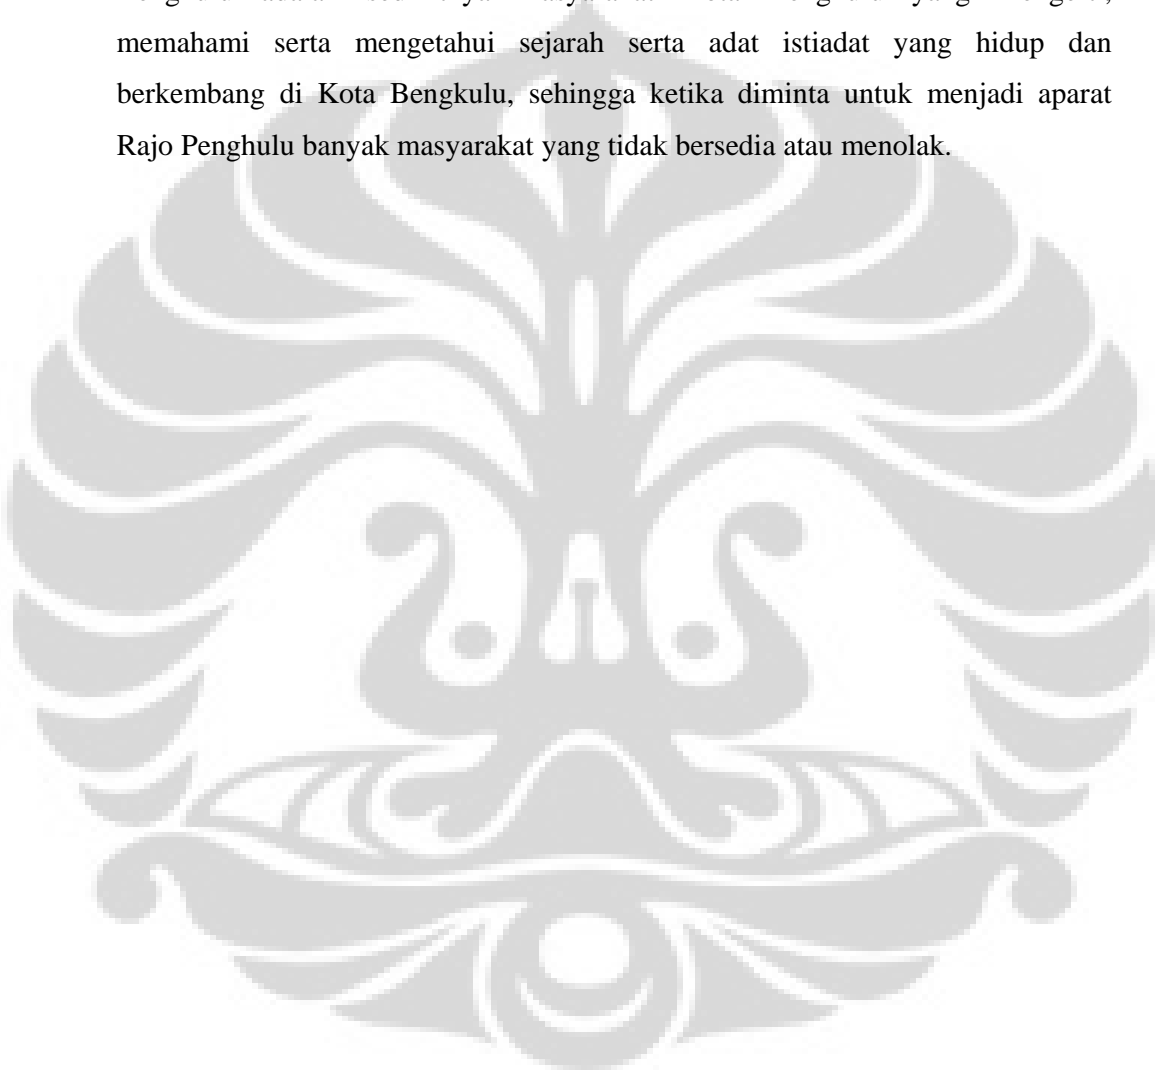 memahami serta mengetahui sejarah serta adat istiadat yang hidup dan
berkembang di Kota Bengkulu, sehingga ketika diminta untuk menjadi aparat
Rajo Penghulu banyak masyarakat yang tidak bersedia atau menolak.